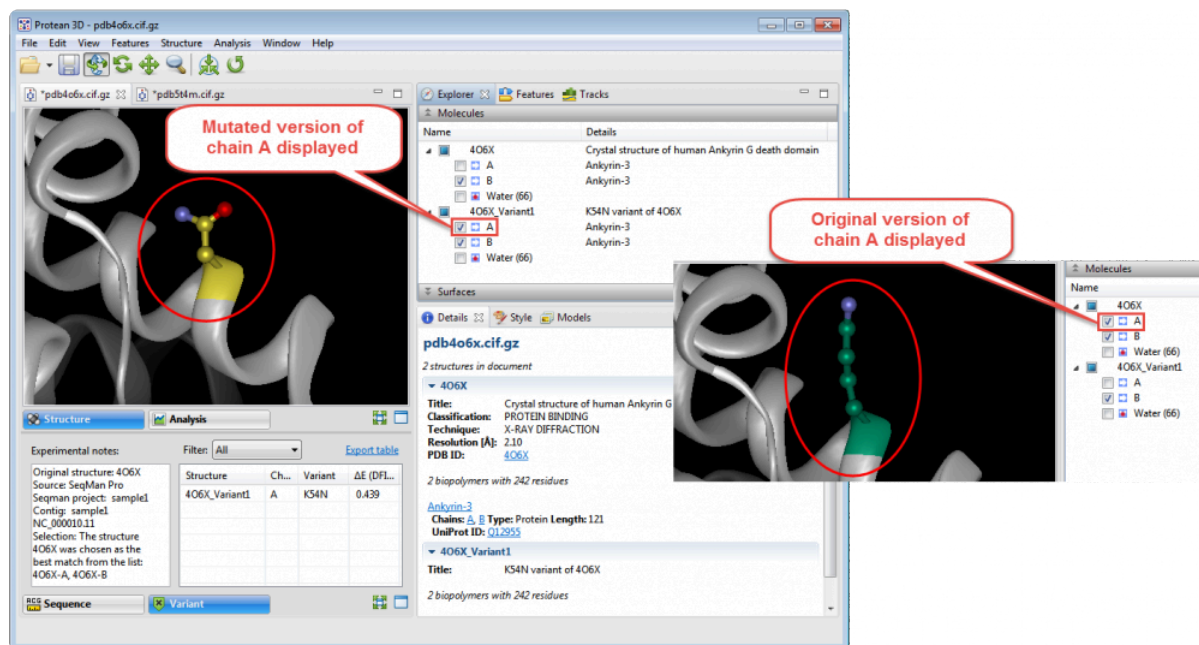 Protean 3D - pdb4o6x.cif.gz
File Edit View Features Structure Analysis Window Help
*pdb4o6x.cif.gz *pdb5t4m.cif.gz
Mutated version of
chain A displayed
Explorer Features Tracks
Molecules
Name Details
4O6X Crystal structure of human Ankyrin G death domain
A Ankyrin-3
B Ankyrin-3
Water (66)
4O6X_Variant1 K54N variant of 4O6X
A Ankyrin-3
B Ankyrin-3
Water (66)
Surfaces
Original version of
chain A displayed
Molecules
Name
4O6X
A
B
Water (66)
4O6X_Variant1
A
B
Water (66)
Details Style Models
pdb4o6x.cif.gz
2 structures in document
4O6X
Title: Crystal structure of human Ankyrin G
Classification: PROTEIN BINDING
Technique: X-RAY DIFFRACTION
Resolution [Å]: 2.10
PDB ID: 4O6X
2 biopolymers with 242 residues
Ankyrin-3
Chains: A, B Type: Protein Length: 121
UniProt ID: Q12955
4O6X_Variant1
Title: K54N variant of 4O6X
2 biopolymers with 242 residues
Structure Analysis
Experimental notes: Filter: All Export table
Original structure: 4O6X
Source: SeqMan Pro
Seqman project: sample1
Contig: sample1
NC_000010.11
Selection: The structure
4O6X was chosen as the
best match from the list:
4O6X-A, 4O6X-B
Structure Ch... Variant ΔE (DFI...
4O6X_Variant1 A K54N 0.439
RCG Sequence Variant